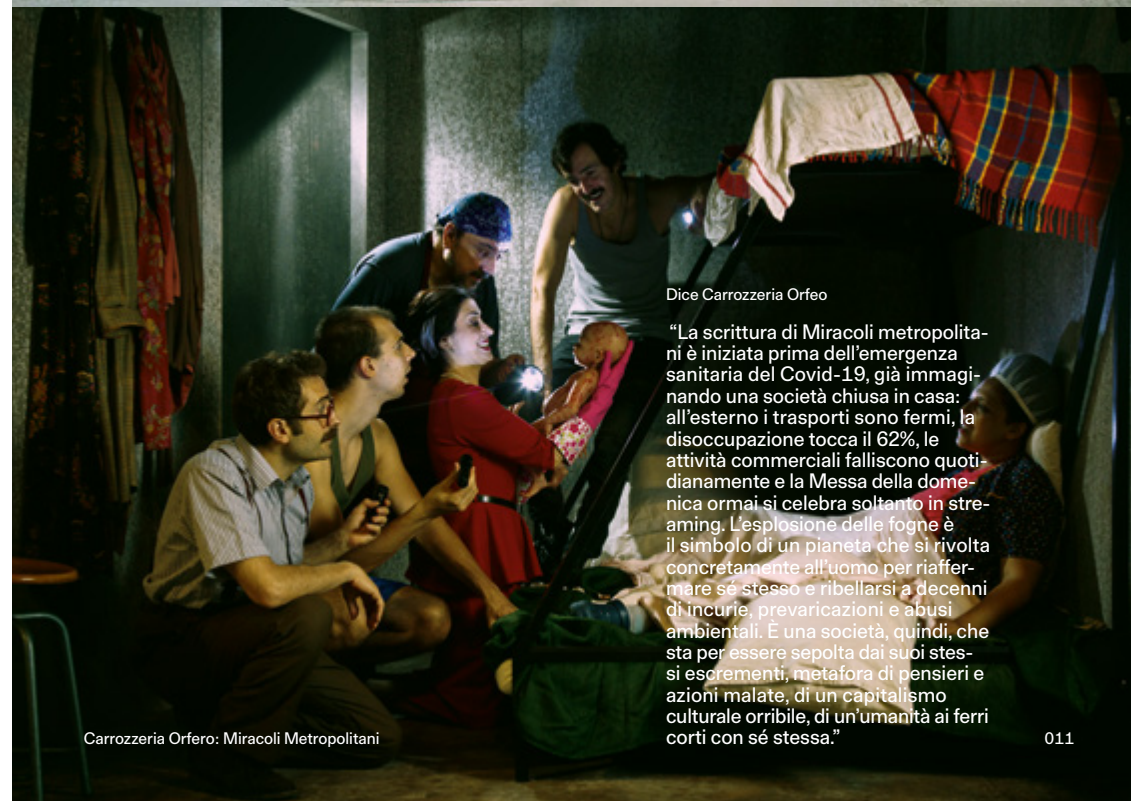 Dice Carrozzeria Orfeo
“La scrittura di Miracoli metropolita-
ni è iniziata prima dell’emergenza
sanitaria del Covid-19, già immagi-
nando una società chiusa in casa:
all’esterno i trasporti sono fermi, la
disoccupazione tocca il 62%, le
attività commerciali falliscono quoti-
dianamente e la Messa della dome-
nica ormai si celebra soltanto in stre-
aming. L’esplosione delle fogne è
il simbolo di un pianeta che si rivolta
concretamente all’uomo per riaffer-
mare sé stesso e ribellarsi a decenni
di incurie, prevaricazioni e abusi
ambientali. È una società, quindi, che
sta per essere sepolta dai suoi stes-
si escrementi, metafora di pensieri e
azioni malate, di un capitalismo
culturale orribile, di un’umanità ai ferri
corti con sé stessa.”
Carrozzeria Orfero: Miracoli Metropolitani
011